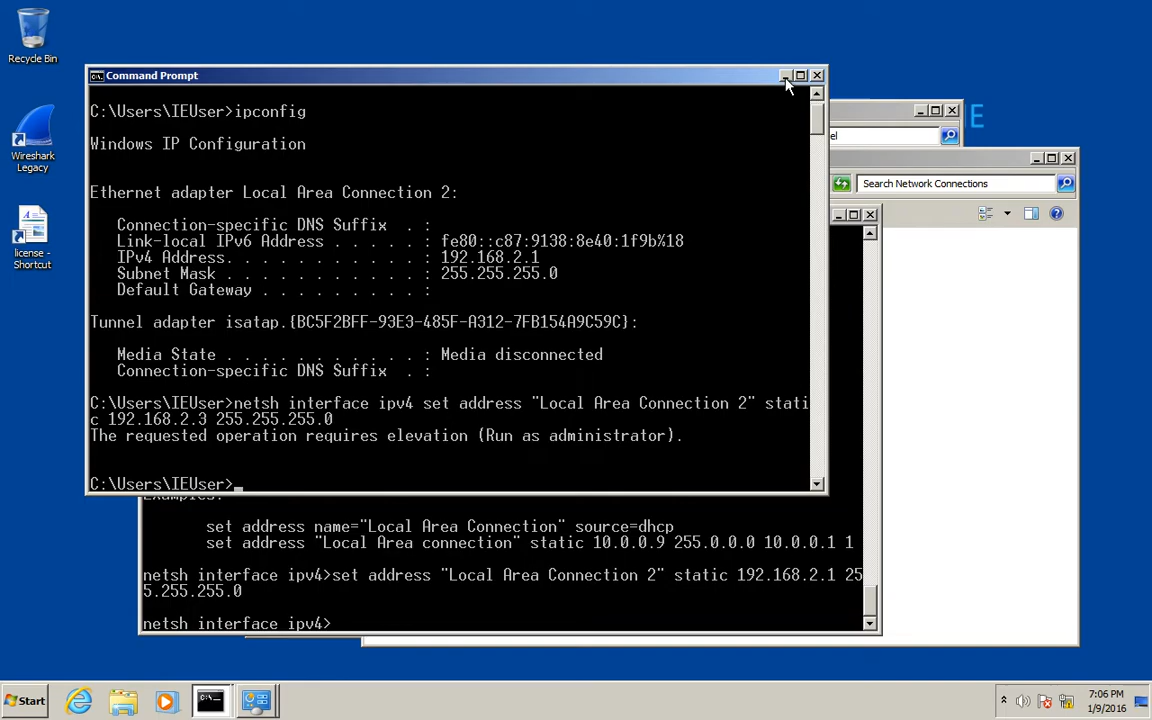 Recycle Bin
Wireshark
Legacy
license -
Shortcut
Command Prompt
C:\Users\IEUser>ipconfig
Windows IP Configuration
Ethernet adapter Local Area Connection 2:
Connection-specific DNS Suffix  . :
Link-local IPv6 Address . . . . . : fe80::c87:9138:8e40:1f9b%18
IPv4 Address. . . . . . . . . . . : 192.168.2.1
Subnet Mask . . . . . . . . . . . : 255.255.255.0
Default Gateway . . . . . . . . . :
Tunnel adapter isatap.{BC5F2BFF-93E3-485F-A312-7FB154A9C59C}:
Media State . . . . . . . . . . . : Media disconnected
Connection-specific DNS Suffix  . :
C:\Users\IEUser>netsh interface ipv4 set address "Local Area Connection 2" stati
c 192.168.2.3 255.255.255.0
The requested operation requires elevation (Run as administrator).
C:\Users\IEUser>_
el
E
Search Network Connections
Examples:
set address name="Local Area Connection" source=dhcp
set address "Local Area connection" static 10.0.0.9 255.0.0.0 10.0.0.1 1
netsh interface ipv4>set address "Local Area Connection 2" static 192.168.2.1 25
5.255.255.0
netsh interface ipv4>
Start
7:06 PM
1/9/2016